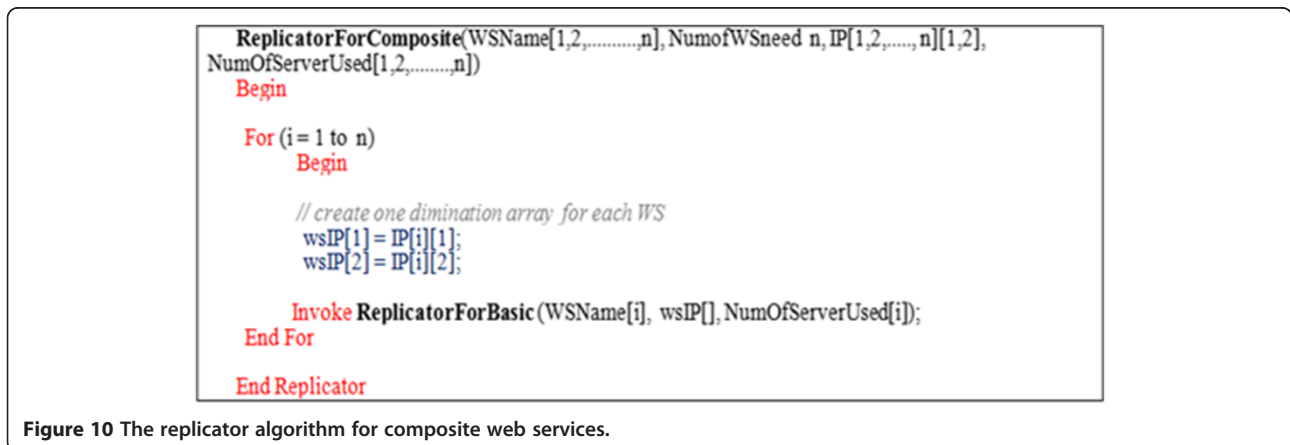 ReplicatorForComposite(WSName[1,2,..........,n], NumofWSneed n, IP[1,2,.....,n][1,2],
NumOfServerUsed[1,2,........,n])
Begin
For (i = 1 to n)
Begin
// create one dimination array for each WS
wsIP[1] = IP[i][1];
wsIP[2] = IP[i][2];
Invoke ReplicatorForBasic (WSName[i], wsIP[], NumOfServerUsed[i]);
End For
End Replicator
Figure 10 The replicator algorithm for composite web services.